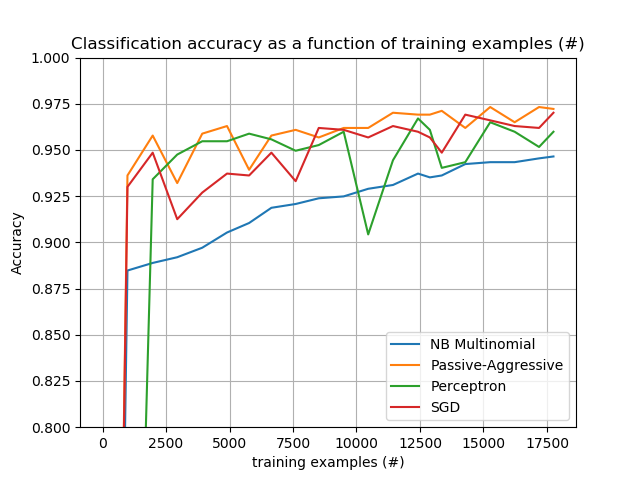 Classification accuracy as a function of training examples (#)
1.000
0.975
0.950
0.925
0.900
0.875
0.850
0.825
0.800
Accuracy
NB Multinomial
Passive-Aggressive
Perceptron
SGD
0 2500 5000 7500 10000 12500 15000 17500
training examples (#)